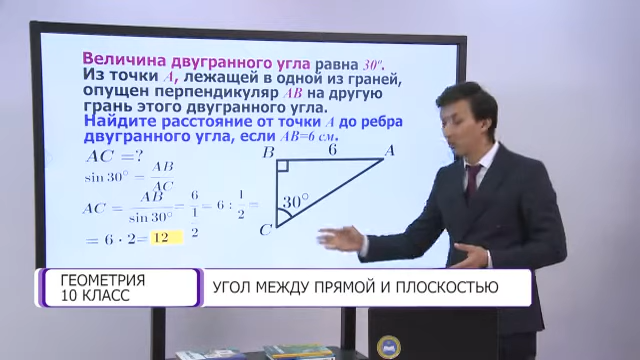 Величина двугранного угла равна 30°.
Из точки A, лежащей в одной из граней,
опущен перпендикуляр AB на другую
грань этого двугранного угла.
Найдите расстояние от точки A до ребра
двугранного угла, если AB=6 см.
AC =?
sin 30° = AB/AC
AC = AB/sin 30° = 6/(1/2) = 6 : 1/2 =
= 6 · 2= 12
B 6 A
30°
C
ГЕОМЕТРИЯ
10 КЛАСС
УГОЛ МЕЖДУ ПРЯМОЙ И ПЛОСКОСТЬЮ